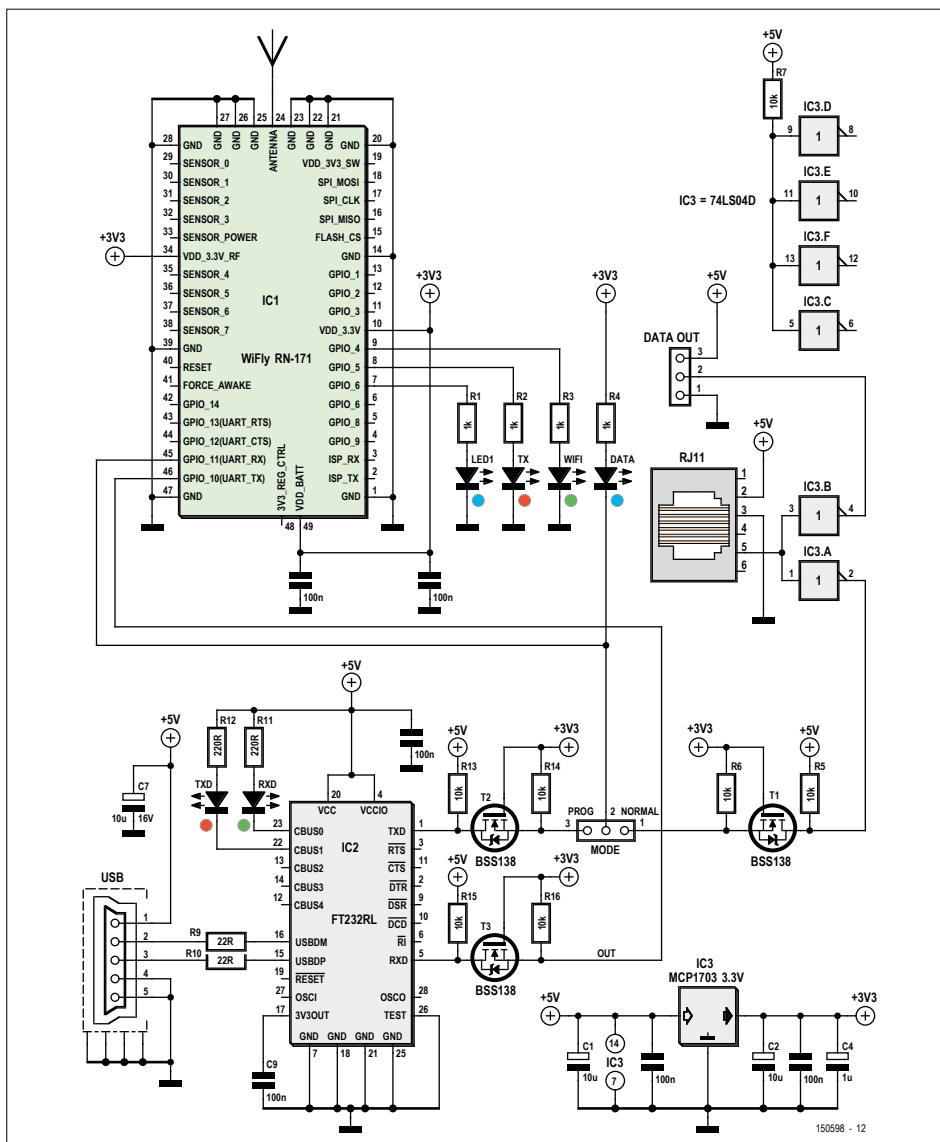 +5V
R7
10k
IC3.D
9
1
8
IC3.E
11
1
10
IC3 = 74LS04D
IC3.F
13
1
12
IC3.C
5
1
6
27 26 25 24 23 22 21
GND GND GND ANTENNA GND GND GND
28 GND GND 20
29 SENSOR_0 VDD_3V3_SW 19
30 SENSOR_1 SPI_MOSI 18
31 SENSOR_2 SPI_CLK 17
32 SENSOR_3 SPI_MISO 16
33 SENSOR_POWER FLASH_CS 15
+3V3
34 VDD_3.3V_RF GND 14
35 SENSOR_4 GPIO_1 13
36 SENSOR_5 GPIO_2 12
IC1
37 SENSOR_6 GPIO_3 11
38 SENSOR_7 VDD_3.3V 10
39 GND GPIO_4 9
WiFly RN-171
40 RESET GPIO_5 8
41 FORCE_AWAKE GPIO_6 7
42 GPIO_14 GPIO_6 6
43 GPIO_13(UART_RTS) GPIO_8 5
44 GPIO_12(UART_CTS) GPIO_9 4
45 GPIO_11(UART_RX) ISP_RX 3
46 GPIO_10(UART_TX) ISP_TX 2
47 GND GND 1
3V3_REG_CTRL VDD_BATT
48 49
100n
100n
+3V3
+3V3
R1 R2 R3 R4
1k 1k 1k 1k
LED1 TX WIFI DATA
+5V
DATA OUT
3
2
1
+5V
RJ11
1
2
3
4
5
6
IC3.B
3
1
4
IC3.A
1
1
2
+5V
100n
+5V
R12 R11
220R 220R
TXD RXD
C7
10u 16V
20 4
VCC VCCIO
23 CBUS0 TXD 1
22 CBUS1 RTS 3
IC2
13 CBUS2 CTS 11
14 CBUS3 DTR 2
12 CBUS4 DSR 9
FT232RL
DCD 10
16 USBDM RI 6
15 USBDP RXD 5
19 RESET
27 OSCI OSCO 28
17 3V3OUT TEST 26
GND GND GND GND
7 18 21 25
C9
100n
USB
1
2
3
4
5
R9
22R
R10
22R
+5V
R13
10k
T2
BSS138
R14
10k
+3V3
PROG 2 NORMAL
3 1
MODE
+3V3
R6
10k
T1
BSS138
+5V
R5
10k
+5V
R15
10k
T3
BSS138
R16
10k
+3V3
OUT
IC3
MCP1703 3.3V
+5V
+3V3
C1
10u
14
IC3
7
100n
C2
10u
100n
C4
1u
150598 - 12